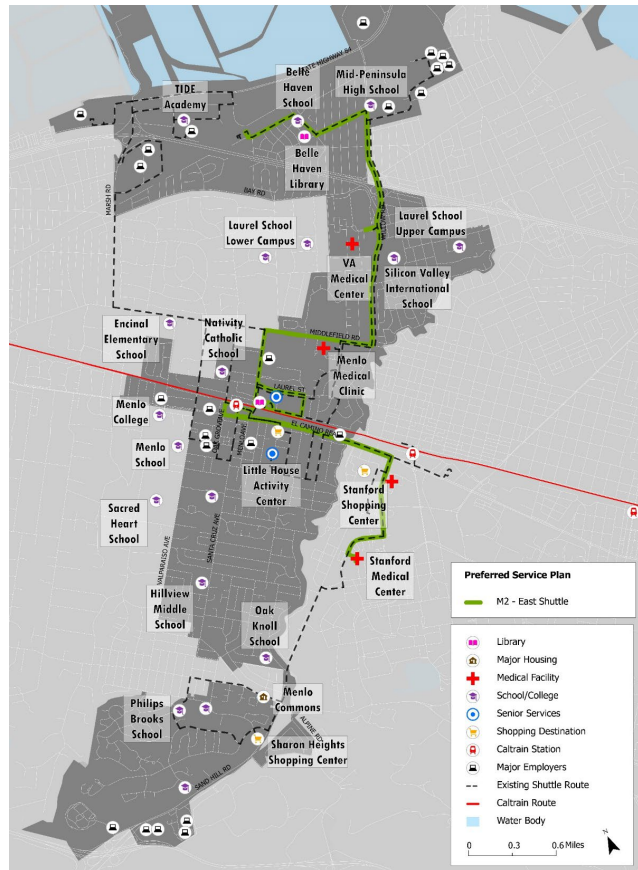 STATE HIGHWAY 84
Belle
Haven
School
Mid-Peninsula
High School
TIDE
Academy
Belle
Haven
Library
MARSH RD
BAY RD
Laurel School
Lower Campus
Laurel School
Upper Campus
VA
Medical
Center
Silicon Valley
International
School
Encinal
Elementary
School
Nativity
Catholic
School
MIDDLEFIELD RD
Menlo
Medical
Clinic
LAUREL ST
Menlo
College
EL CAMINO REAL
Menlo
School
Little House
Activity
Center
Stanford
Shopping
Center
Sacred
Heart
School
SANTA CRUZ AVE
VALPARAISO AVE
Stanford
Medical
Center
Hillview
Middle
School
Oak
Knoll
School
Menlo
Commons
Philips
Brooks
School
ALPINE RD
Sharon Heights
Shopping Center
SAND HILL RD
Preferred Service Plan
M2 - East Shuttle
Library
Major Housing
Medical Facility
School/College
Senior Services
Shopping Destination
Caltrain Station
Major Employers
Existing Shuttle Route
Caltrain Route
Water Body
0 0.3 0.6 Miles